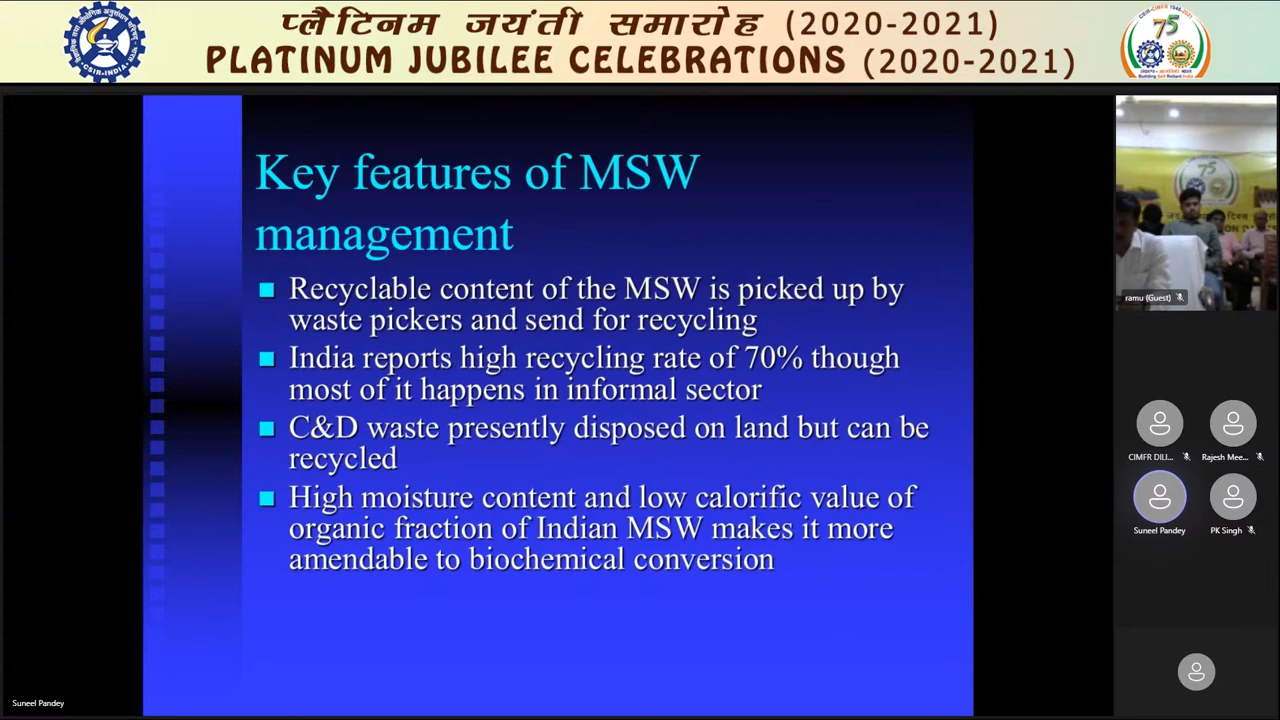 प्लैटिनम जयंती समारोह (2020-2021)
PLATINUM JUBILEE CELEBRATIONS (2020-2021)
CSIR-INDIA
75
Key features of MSW
management
Recyclable content of the MSW is picked up by
waste pickers and send for recycling
India reports high recycling rate of 70% though
most of it happens in informal sector
C&D waste presently disposed on land but can be
recycled
High moisture content and low calorific value of
organic fraction of Indian MSW makes it more
amendable to biochemical conversion
75
ramu (Guest)
CIMFR DILI...
Rajesh Mee...
Suneel Pandey
PK Singh
Suneel Pandey